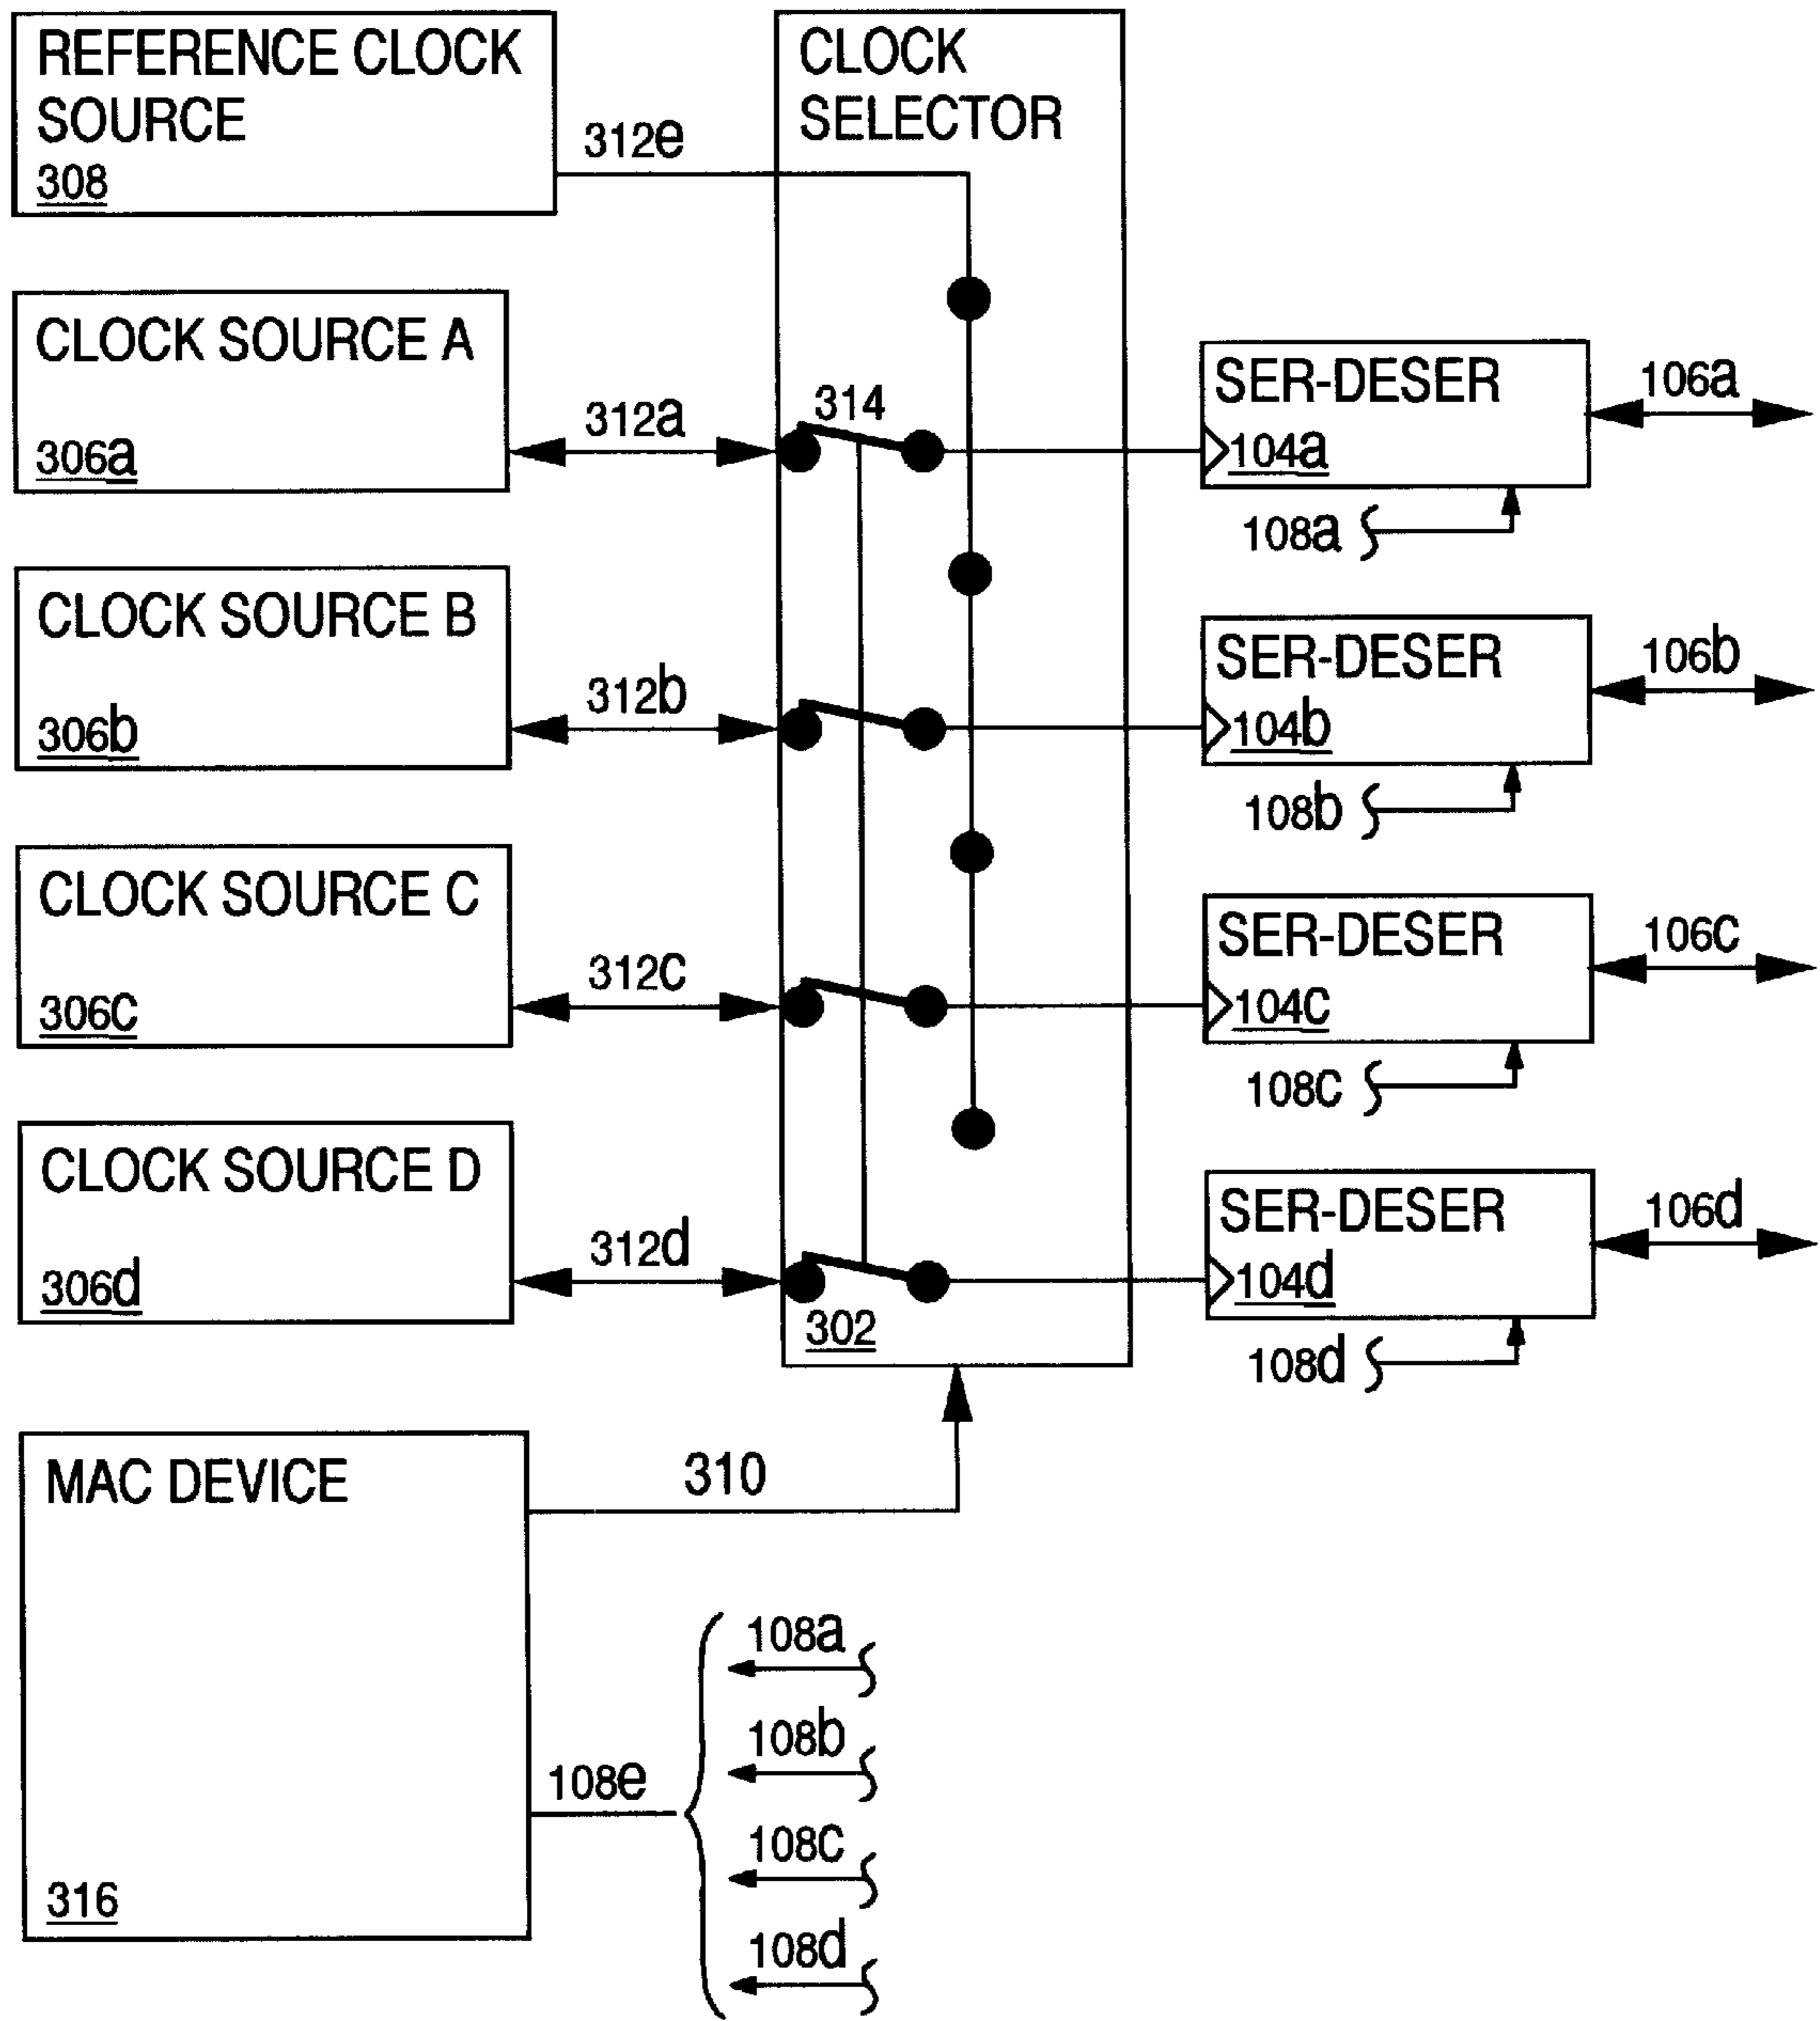 REFERENCE CLOCK
SOURCE
308
312e
CLOCK
SELECTOR
CLOCK SOURCE A
306a
312a
314
SER-DESER
104a
106a
108a
CLOCK SOURCE B
306b
312b
SER-DESER
104b
106b
108b
CLOCK SOURCE C
306c
312c
SER-DESER
104c
106c
108c
CLOCK SOURCE D
306d
312d
302
SER-DESER
104d
106d
108d
MAC DEVICE
316
310
108e
108a
108b
108c
108d